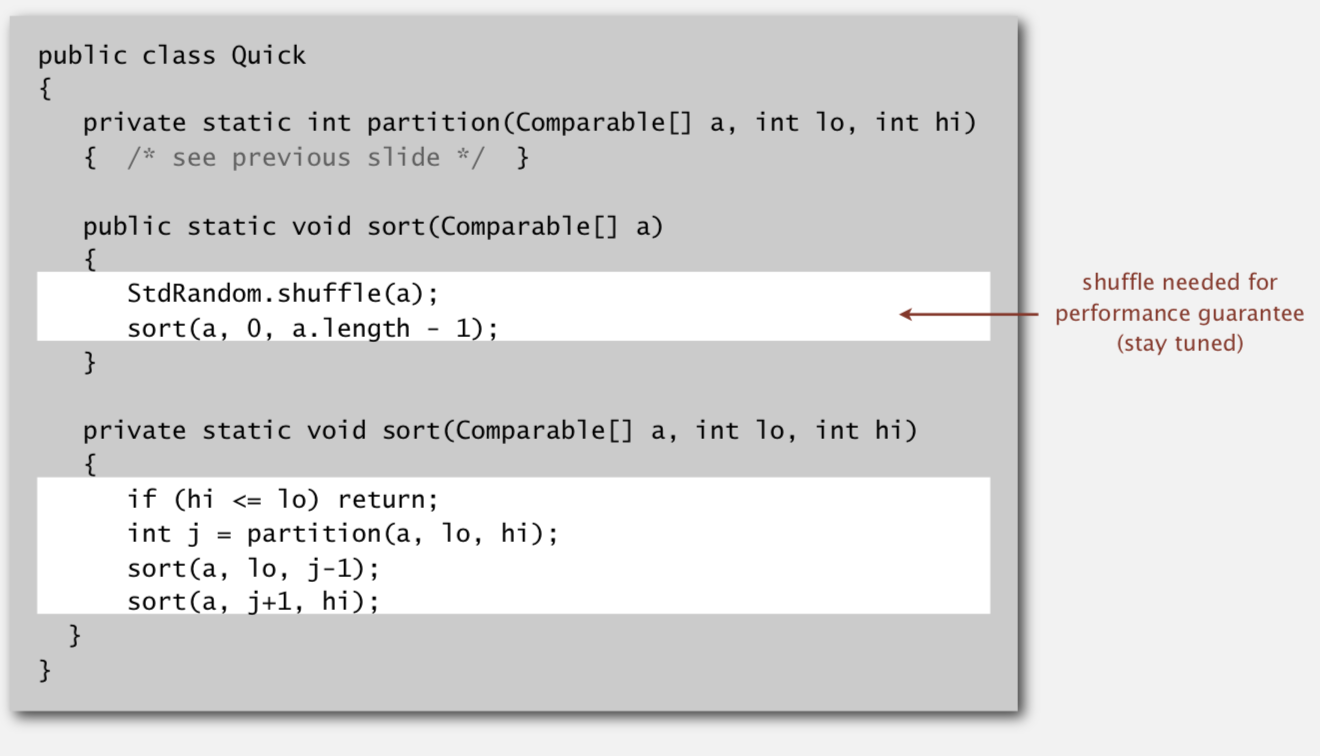 public class Quick
{
   private static int partition(Comparable[] a, int lo, int hi)
   {  /* see previous slide */  }

   public static void sort(Comparable[] a)
   {
      StdRandom.shuffle(a);
      sort(a, 0, a.length - 1);
   }

   private static void sort(Comparable[] a, int lo, int hi)
   {
      if (hi <= lo) return;
      int j = partition(a, lo, hi);
      sort(a, lo, j-1);
      sort(a, j+1, hi);
  }
}
shuffle needed for
performance guarantee
(stay tuned)